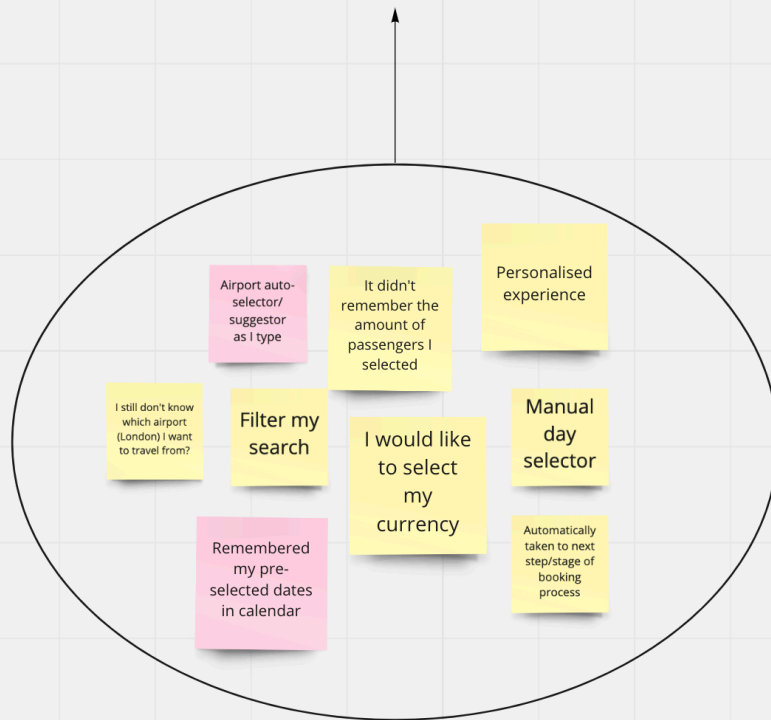 Personalised
experience
Airport auto-
selector/
suggestor
as I type
It didn't
remember the
amount of
passengers I
selected
I still don't know
which airport
(London) I want
to travel from?
Filter my
search
I would like
to select
my
currency
Manual
day
selector
Remembered
my pre-
selected dates
in calendar
Automatically
taken to next
step/stage of
booking
process